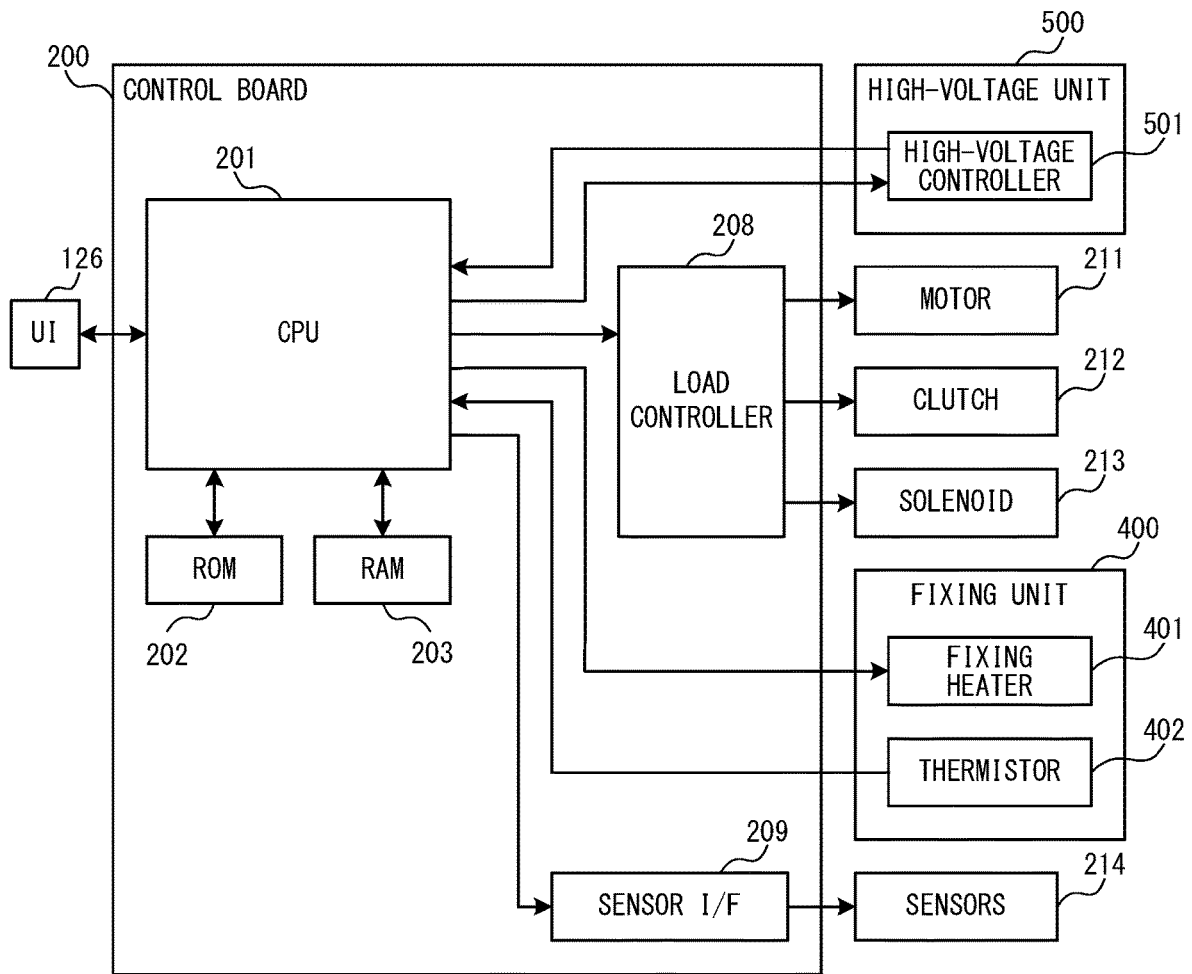 500
200
CONTROL BOARD
HIGH-VOLTAGE UNIT
501
HIGH-VOLTAGE
CONTROLLER
201
208
126
211
UI
CPU
MOTOR
212
LOAD
CONTROLLER
CLUTCH
213
SOLENOID
400
ROM
RAM
FIXING UNIT
202
203
401
FIXING
HEATER
402
THERMISTOR
209
214
SENSOR I/F
SENSORS